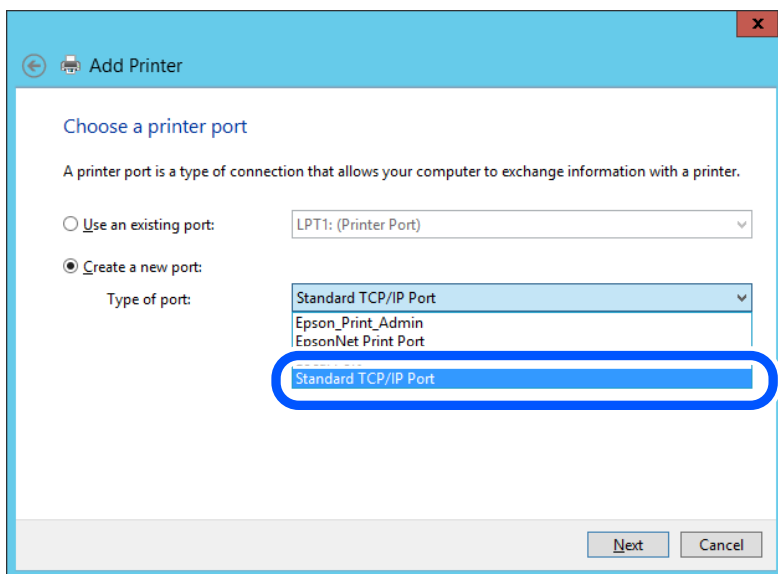 x
Add Printer
Choose a printer port
A printer port is a type of connection that allows your computer to exchange information with a printer.
Use an existing port: LPT1: (Printer Port)
Create a new port:
Type of port: Standard TCP/IP Port
Epson_Print_Admin
EpsonNet Print Port
Standard TCP/IP Port
Next Cancel